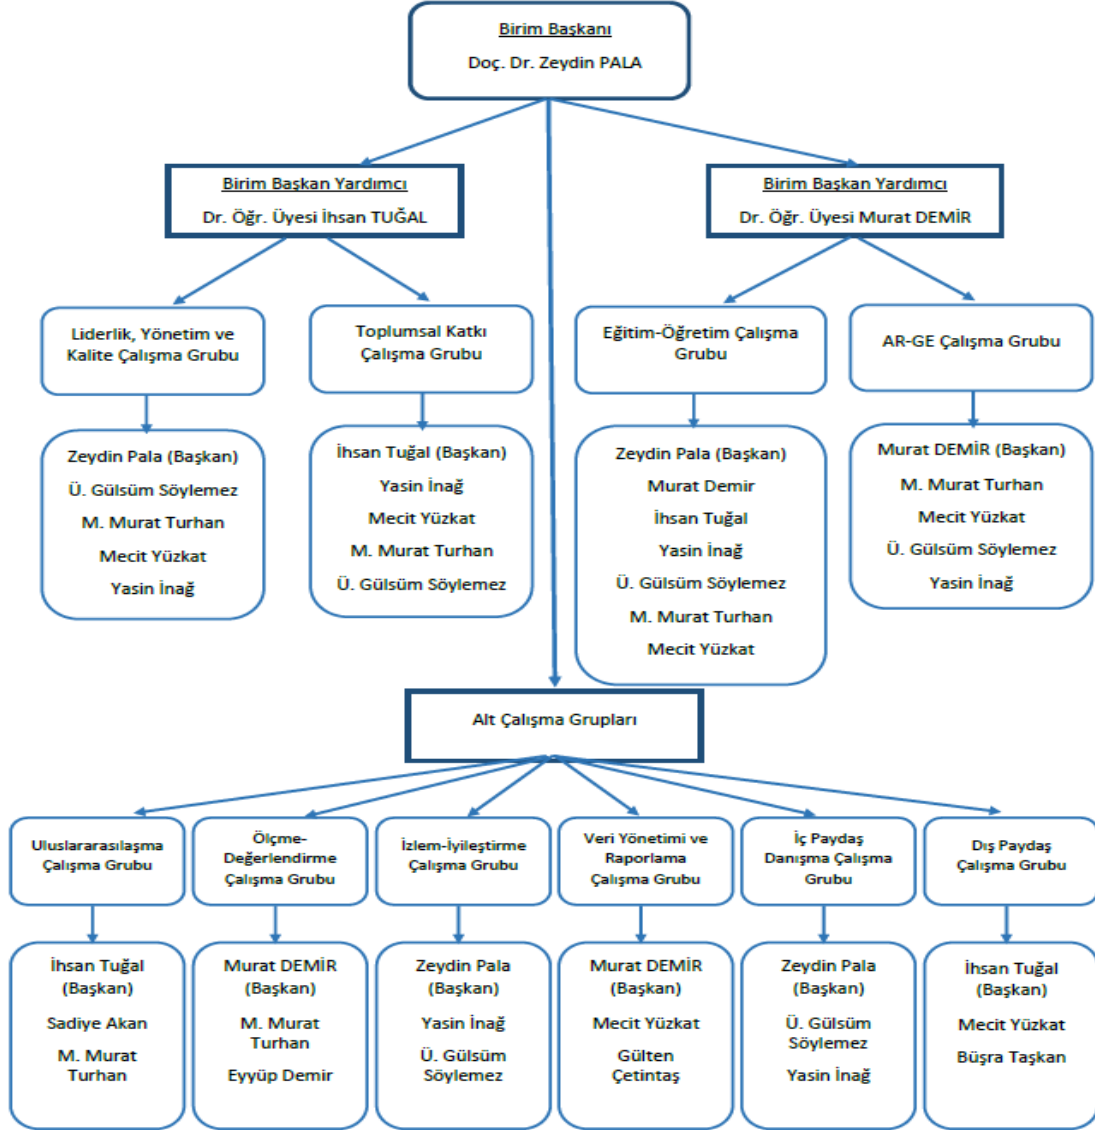 Birim Başkanı
Doç. Dr. Zeydin PALA
Birim Başkan Yardımcı
Dr. Öğr. Üyesi İhsan TUĞAL
Birim Başkan Yardımcı
Dr. Öğr. Üyesi Murat DEMİR
Liderlik, Yönetim ve
Kalite Çalışma Grubu
Toplumsal Katkı
Çalışma Grubu
Eğitim-Öğretim Çalışma
Grubu
AR-GE Çalışma Grubu
Zeydin Pala (Başkan)
Ü. Gülsüm Söylemez
M. Murat Turhan
Mecit Yüzkat
Yasin İnağ
İhsan Tuğal (Başkan)
Yasin İnağ
Mecit Yüzkat
M. Murat Turhan
Ü. Gülsüm Söylemez
Zeydin Pala (Başkan)
Murat Demir
İhsan Tuğal
Yasin İnağ
Ü. Gülsüm Söylemez
M. Murat Turhan
Mecit Yüzkat
Murat DEMİR (Başkan)
M. Murat Turhan
Mecit Yüzkat
Ü. Gülsüm Söylemez
Yasin İnağ
Alt Çalışma Grupları
Uluslararasılaşma
Çalışma Grubu
Ölçme-
Değerlendirme
Çalışma Grubu
İzlem-İyileştirme
Çalışma Grubu
Veri Yönetimi ve
Raporlama
Çalışma Grubu
İç Paydaş
Danışma Çalışma
Grubu
Dış Paydaş
Çalışma Grubu
İhsan Tuğal
(Başkan)
Sadiye Akan
M. Murat
Turhan
Murat DEMİR
(Başkan)
M. Murat
Turhan
Eyyüp Demir
Zeydin Pala
(Başkan)
Yasin İnağ
Ü. Gülsüm
Söylemez
Murat DEMİR
(Başkan)
Mecit Yüzkat
Gülten
Çetintaş
Zeydin Pala
(Başkan)
Ü. Gülsüm
Söylemez
Yasin İnağ
İhsan Tuğal
(Başkan)
Mecit Yüzkat
Büşra Taşkan